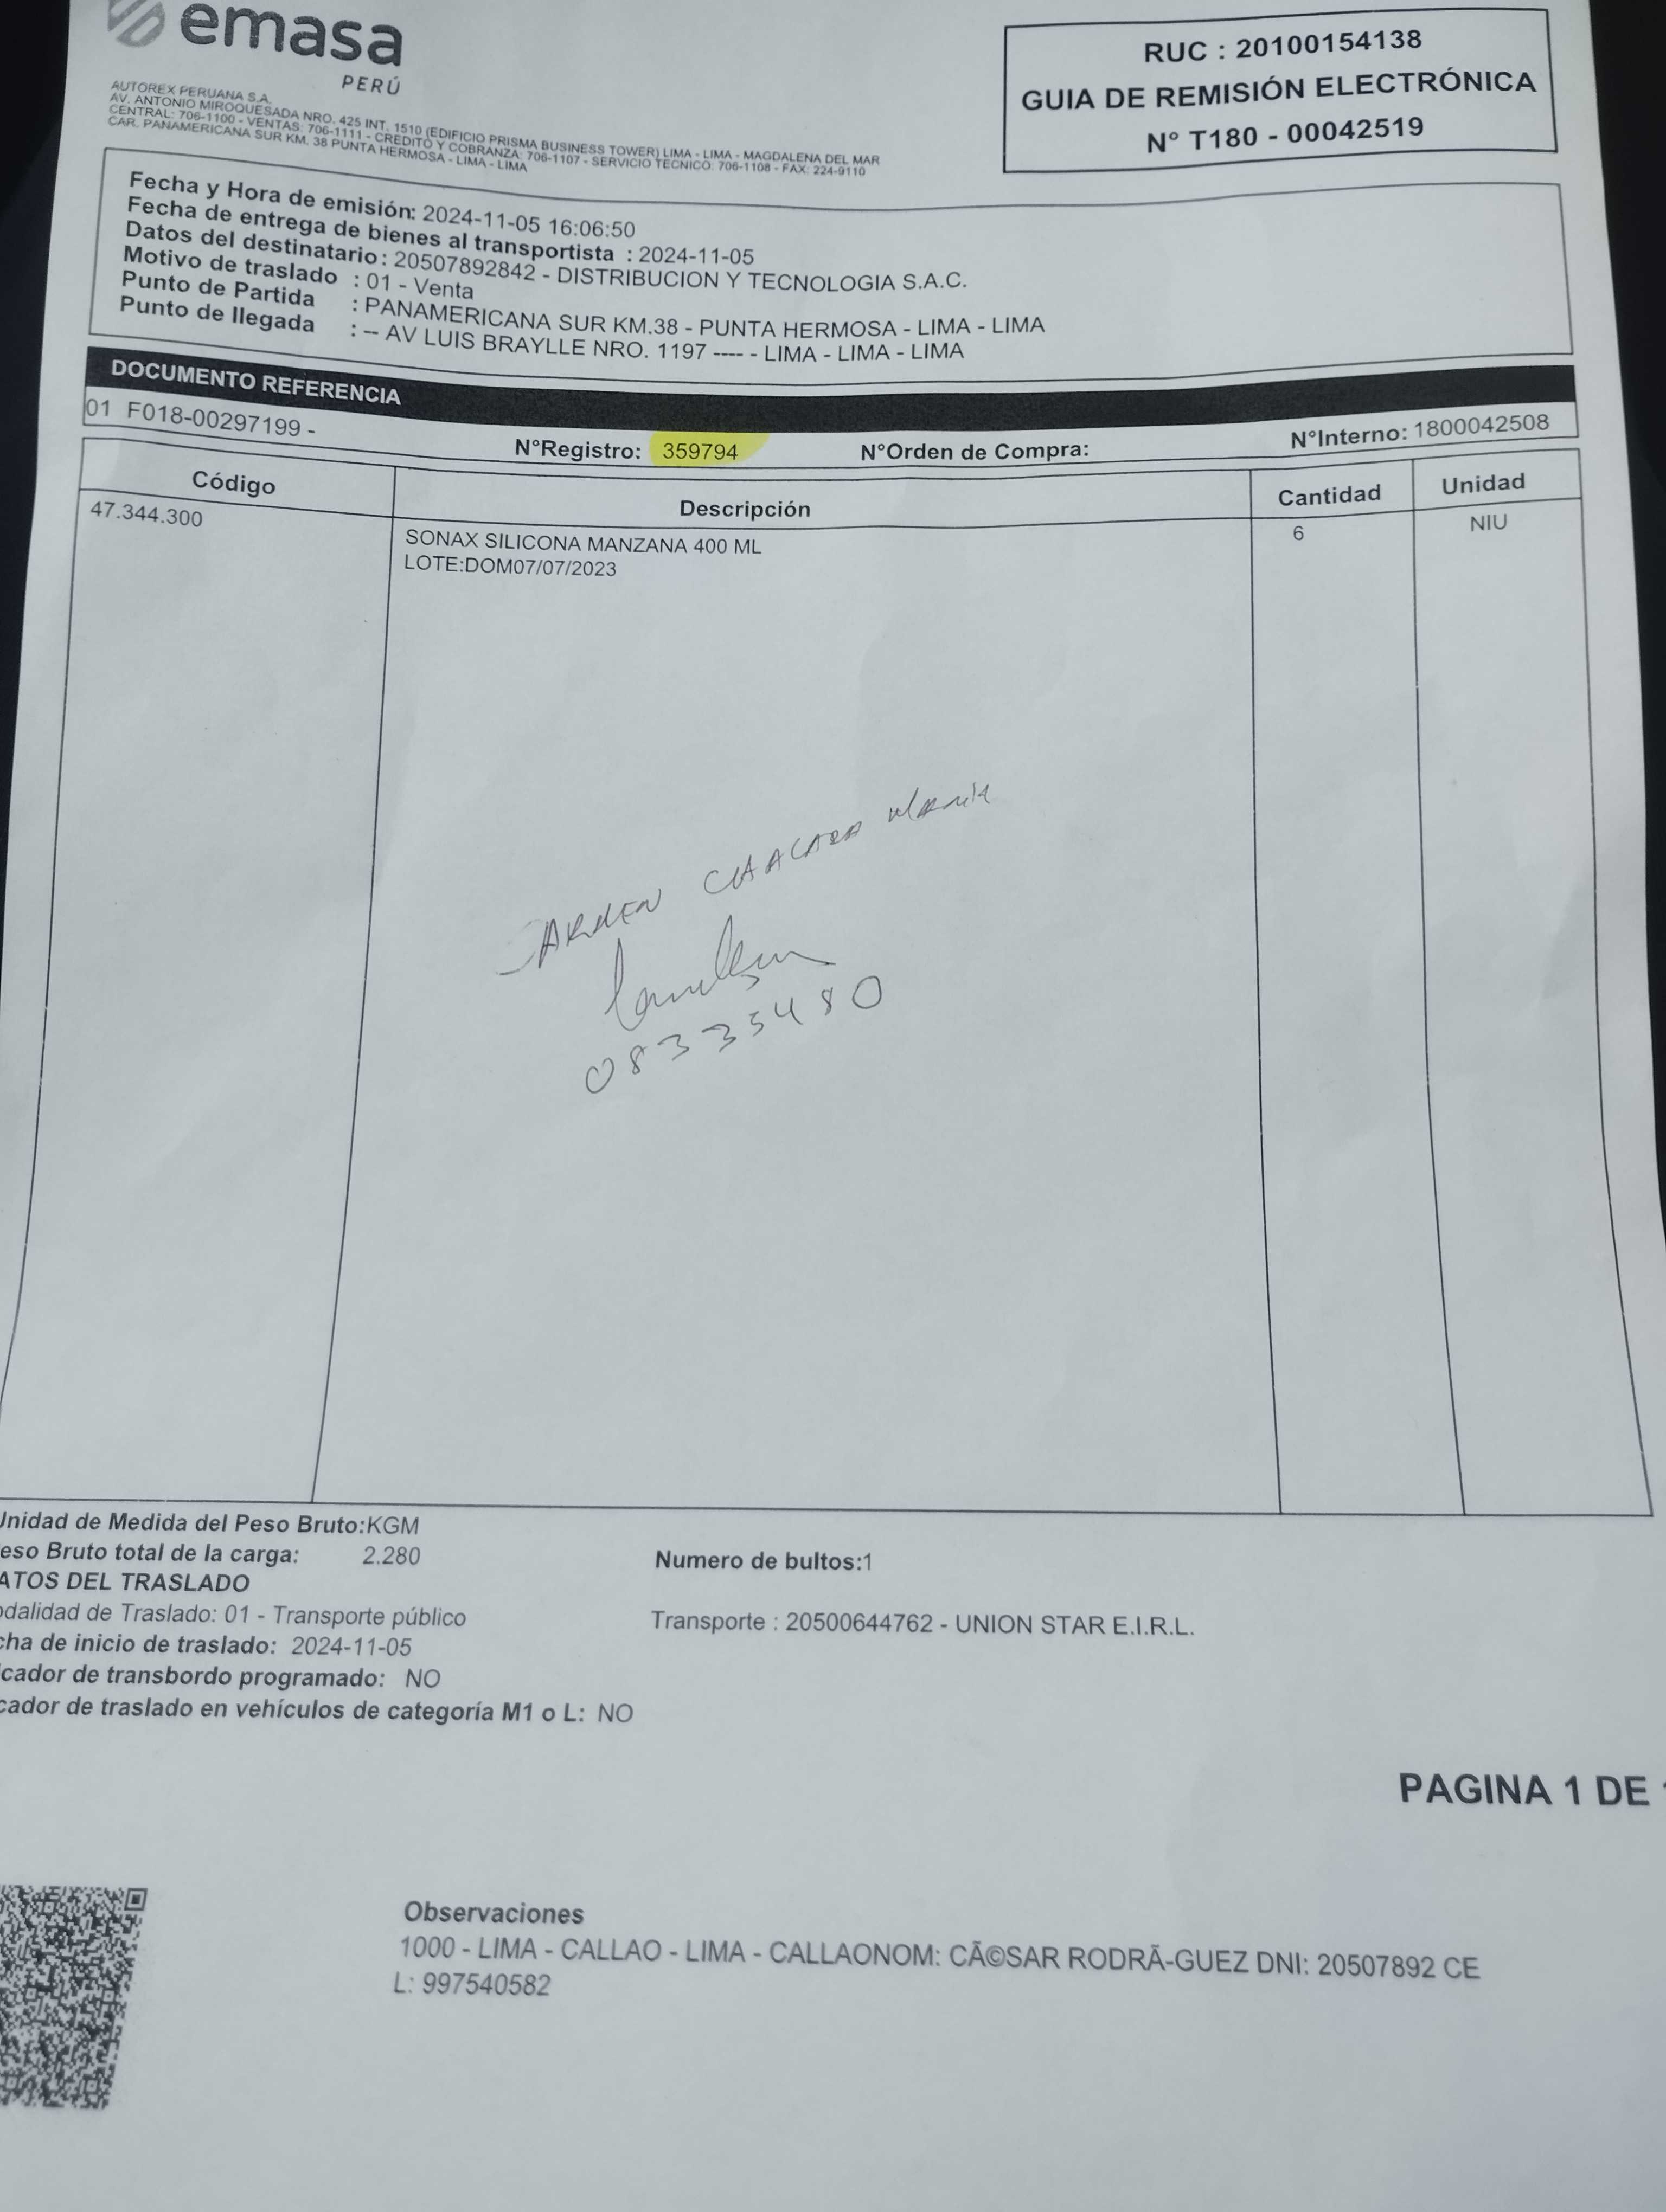 emasa
PERÚ
AUTOREX PERUANA S.A.
AV. ANTONIO MIROQUESADA NRO. 425 INT. 1510 (EDIFICIO PRISMA BUSINESS TOWER) LIMA - LIMA - MAGDALENA DEL MAR
CENTRAL: 706-1100 - VENTAS: 706-1111 - CREDITO Y COBRANZA: 706-1107 - SERVICIO TECNICO: 706-1108 - FAX: 224-9110
CAR. PANAMERICANA SUR KM. 38 PUNTA HERMOSA - LIMA - LIMA
RUC : 20100154138
GUIA DE REMISIÓN ELECTRÓNICA
N° T180 - 00042519
Fecha y Hora de emisión: 2024-11-05 16:06:50
Fecha de entrega de bienes al transportista : 2024-11-05
Datos del destinatario : 20507892842 - DISTRIBUCION Y TECNOLOGIA S.A.C.
Motivo de traslado : 01 - Venta
Punto de Partida : PANAMERICANA SUR KM.38 - PUNTA HERMOSA - LIMA - LIMA
Punto de llegada : -- AV LUIS BRAYLLE NRO. 1197 ---- - LIMA - LIMA - LIMA
DOCUMENTO REFERENCIA
01 F018-00297199 -
N°Registro: 359794 N°Orden de Compra: N°Interno: 1800042508
Código Descripción Cantidad Unidad
47.344.300 SONAX SILICONA MANZANA 400 ML 6 NIU
LOTE:DOM07/07/2023
08335480
Unidad de Medida del Peso Bruto:KGM
eso Bruto total de la carga: 2.280 Numero de bultos:1
ATOS DEL TRASLADO
odalidad de Traslado: 01 - Transporte público Transporte : 20500644762 - UNION STAR E.I.R.L.
cha de inicio de traslado: 2024-11-05
icador de transbordo programado: NO
cador de traslado en vehículos de categoría M1 o L: NO
PAGINA 1 DE
Observaciones
1000 - LIMA - CALLAO - LIMA - CALLAONOM: CÃ©SAR RODRÃ-GUEZ DNI: 20507892 CE
L: 997540582